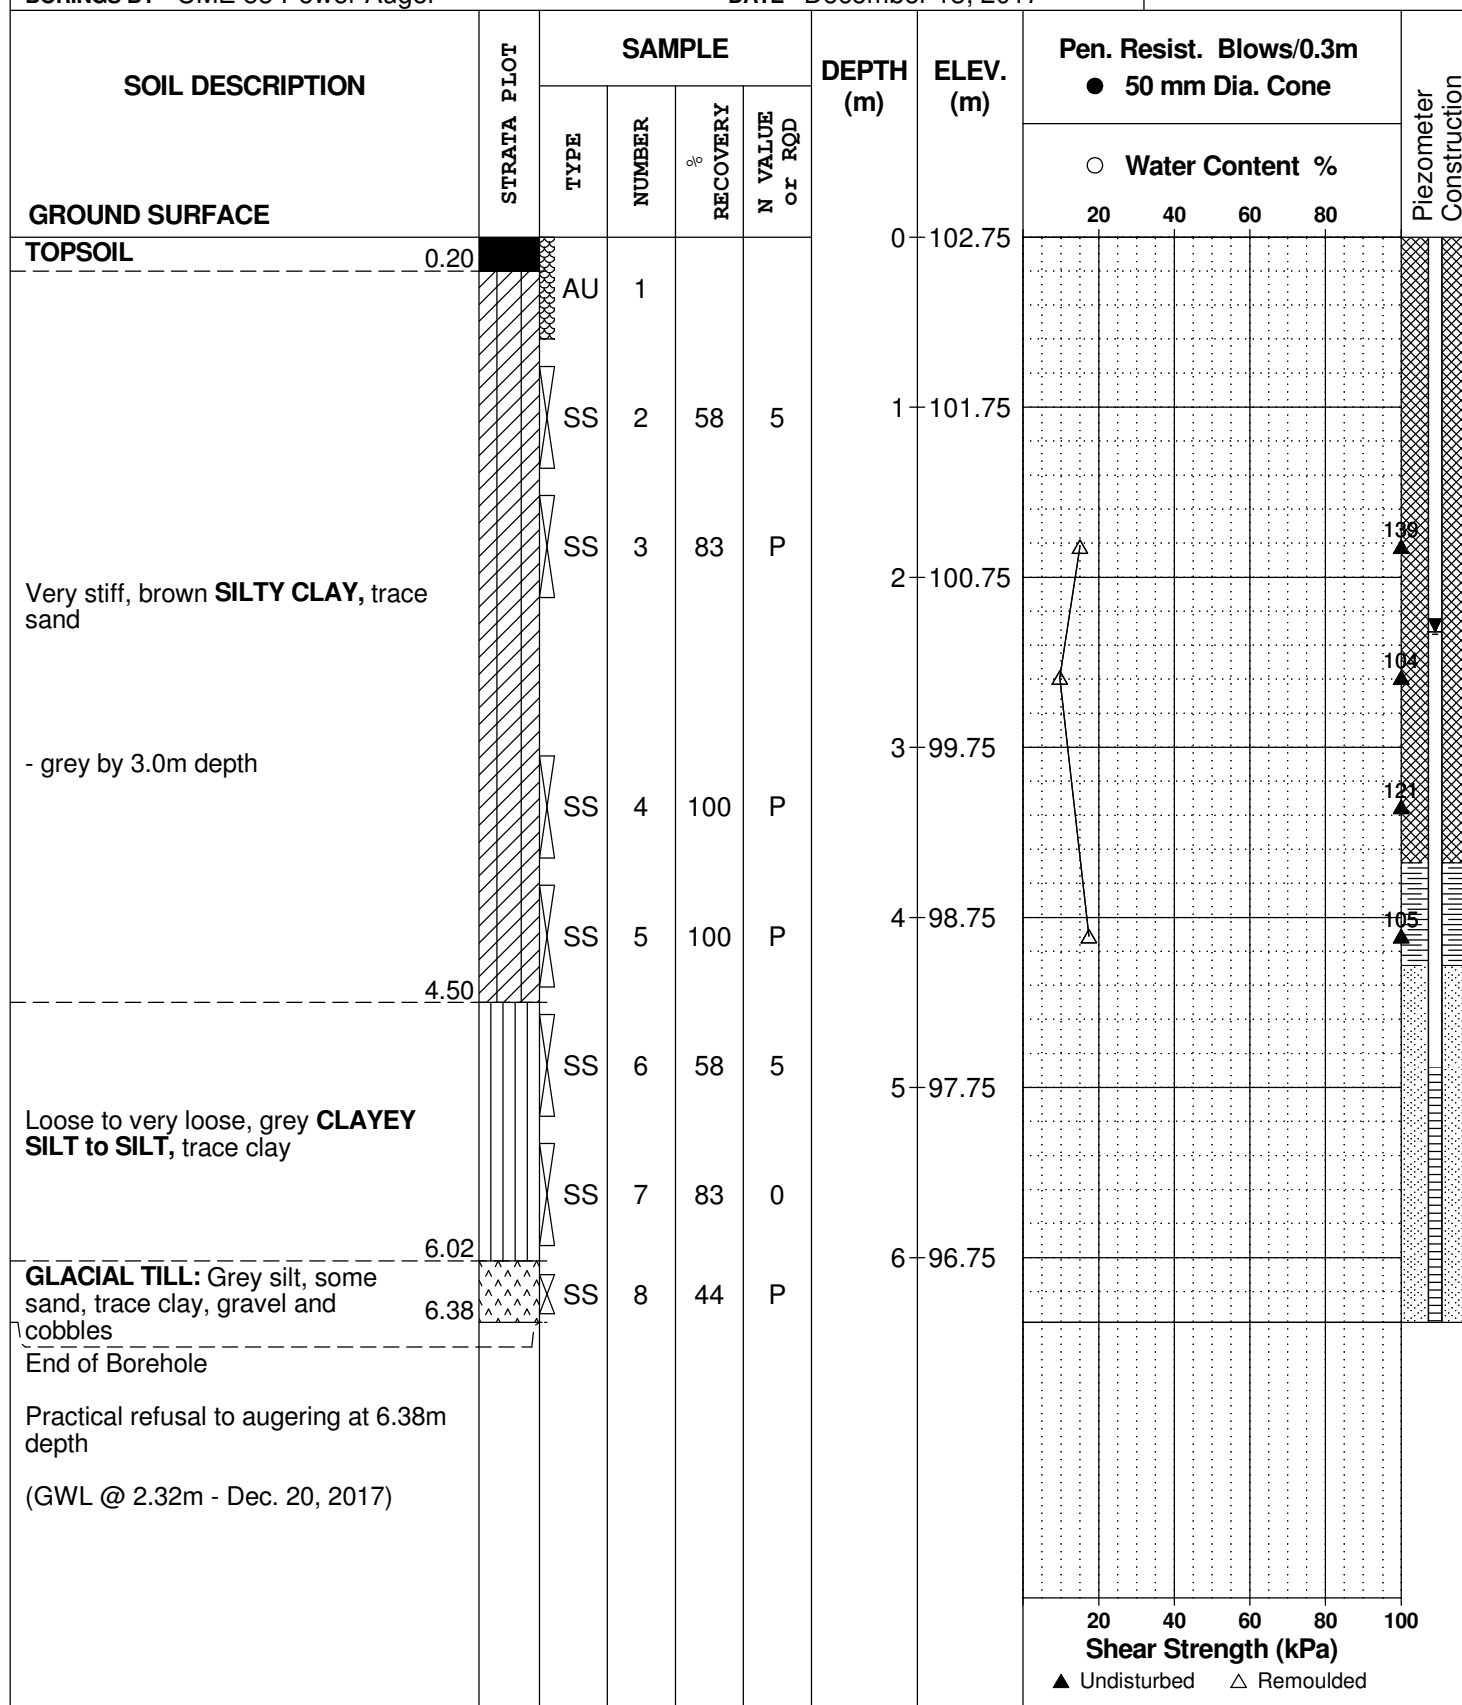 SOIL DESCRIPTION
GROUND SURFACE
STRATA PLOT
SAMPLE
TYPE
NUMBER
%
RECOVERY
N VALUE
or RQD
DEPTH
(m)
ELEV.
(m)
Pen. Resist. Blows/0.3m
● 50 mm Dia. Cone
○ Water Content %
20 40 60 80
Piezometer
Construction
TOPSOIL 0.20
0 102.75
AU 1
SS 2 58 5
1 101.75
SS 3 83 P
139
2 100.75
Very stiff, brown SILTY CLAY, trace
sand
104
3 99.75
- grey by 3.0m depth
SS 4 100 P
121
4 98.75
SS 5 100 P
105
4.50
SS 6 58 5
5 97.75
Loose to very loose, grey CLAYEY
SILT to SILT, trace clay
SS 7 83 0
6.02
6 96.75
GLACIAL TILL: Grey silt, some
sand, trace clay, gravel and
cobbles
6.38
SS 8 44 P
End of Borehole
Practical refusal to augering at 6.38m
depth
(GWL @ 2.32m - Dec. 20, 2017)
20 40 60 80 100
Shear Strength (kPa)
▲ Undisturbed △ Remoulded